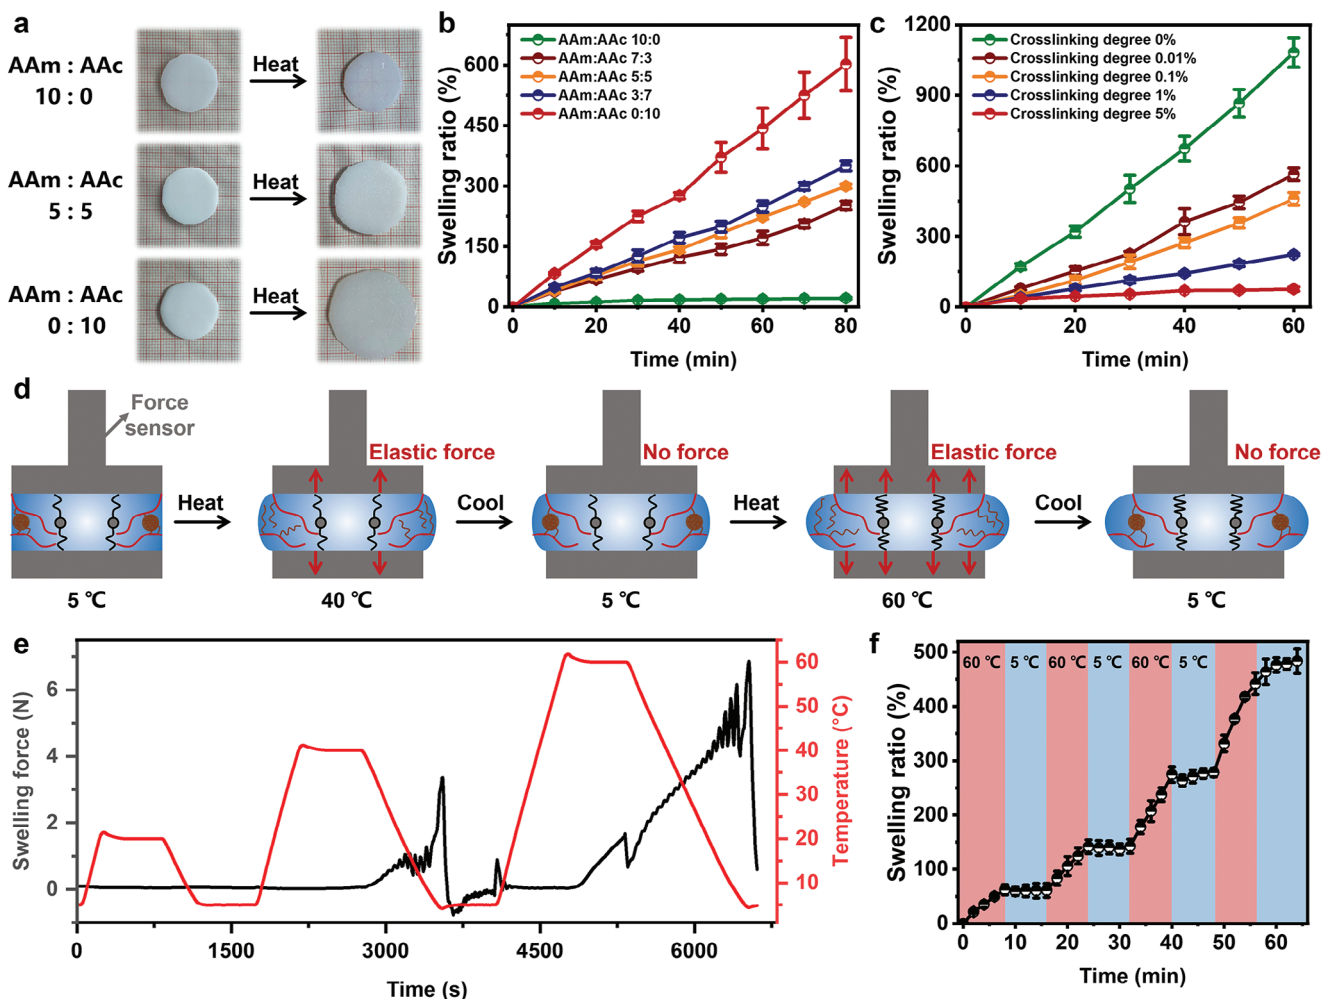 a
AAm : AAc
10 : 0
Heat
AAm : AAc
5 : 5
Heat
AAm : AAc
0 : 10
Heat
b
Swelling ratio (%)
600
450
300
150
0
AAm:AAc 10:0
AAm:AAc 7:3
AAm:AAc 5:5
AAm:AAc 3:7
AAm:AAc 0:10
0 20 40 60 80
Time (min)
c
Swelling ratio (%)
1200
900
600
300
0
Crosslinking degree 0%
Crosslinking degree 0.01%
Crosslinking degree 0.1%
Crosslinking degree 1%
Crosslinking degree 5%
0 20 40 60
Time (min)
d
Force
sensor
Elastic force
No force
Elastic force
No force
Heat
Cool
Heat
Cool
5 ℃
40 ℃
5 ℃
60 ℃
5 ℃
e
Swelling force (N)
6
4
2
0
60
50
40
30
20
10
Temperature (°C)
0 1500 3000 4500 6000
Time (s)
f
Swelling ratio (%)
500
400
300
200
100
0
60 ℃ 5 ℃ 60 ℃ 5 ℃ 60 ℃ 5 ℃
0 10 20 30 40 50 60
Time (min)